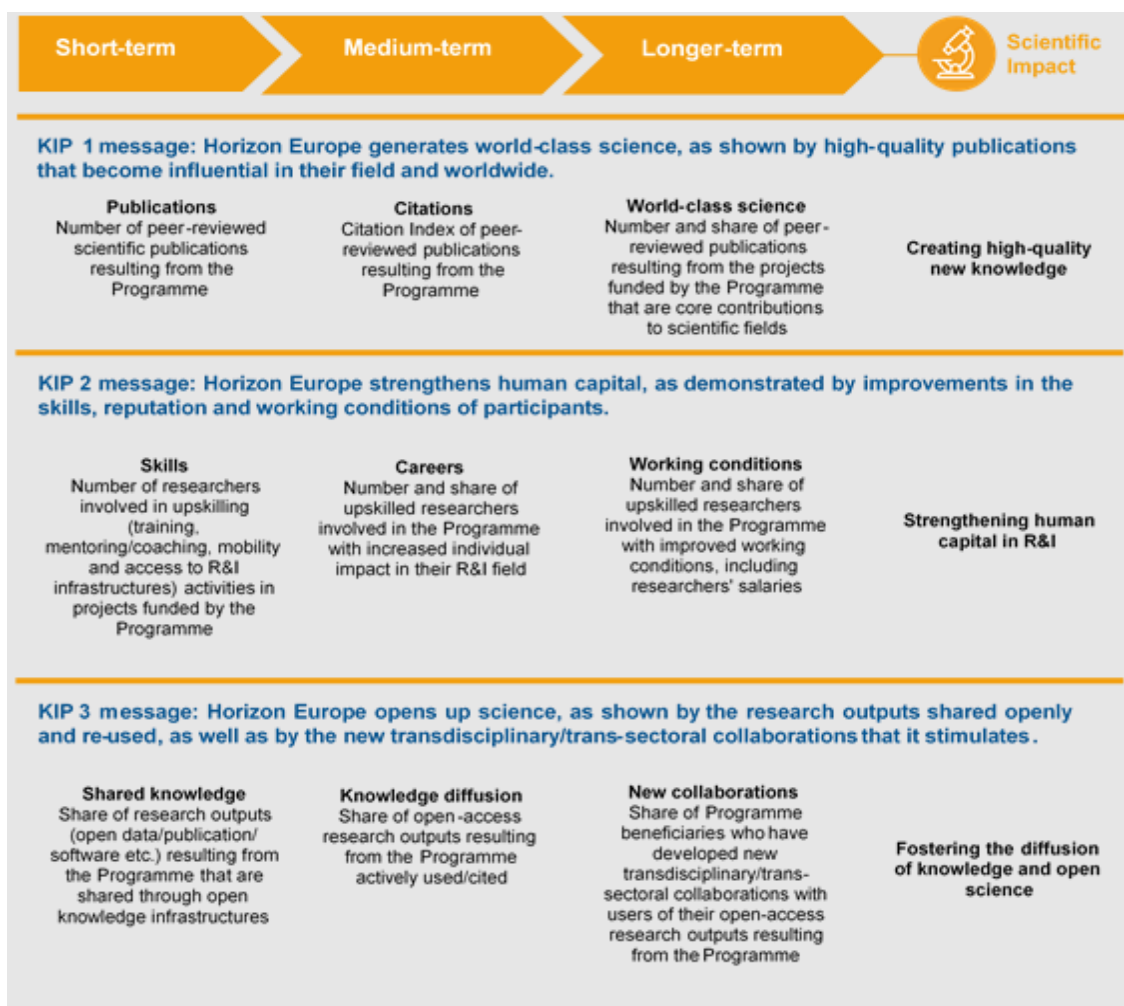 Short-term
Medium-term
Longer-term
Scientific
Impact
KIP 1 message: Horizon Europe generates world-class science, as shown by high-quality publications
that become influential in their field and worldwide.
Publications
Number of peer-reviewed
scientific publications
resulting from the
Programme
Citations
Citation Index of peer-
reviewed publications
resulting from the
Programme
World-class science
Number and share of peer-
reviewed publications
resulting from the projects
funded by the Programme
that are core contributions
to scientific fields
Creating high-quality
new knowledge
KIP 2 message: Horizon Europe strengthens human capital, as demonstrated by improvements in the
skills, reputation and working conditions of participants.
Skills
Number of researchers
involved in upskilling
(training,
mentoring/coaching, mobility
and access to R&I
infrastructures) activities in
projects funded by the
Programme
Careers
Number and share of
upskilled researchers
involved in the Programme
with increased individual
impact in their R&I field
Working conditions
Number and share of
upskilled researchers
involved in the Programme
with improved working
conditions, including
researchers' salaries
Strengthening human
capital in R&I
KIP 3 message: Horizon Europe opens up science, as shown by the research outputs shared openly
and re-used, as well as by the new transdisciplinary/trans-sectoral collaborations that it stimulates.
Shared knowledge
Share of research outputs
(open data/publication/
software etc.) resulting from
the Programme that are
shared through open
knowledge infrastructures
Knowledge diffusion
Share of open-access
research outputs resulting
from the Programme
actively used/cited
New collaborations
Share of Programme
beneficiaries who have
developed new
transdisciplinary/trans-
sectoral collaborations with
users of their open-access
research outputs resulting
from the Programme
Fostering the diffusion
of knowledge and open
science